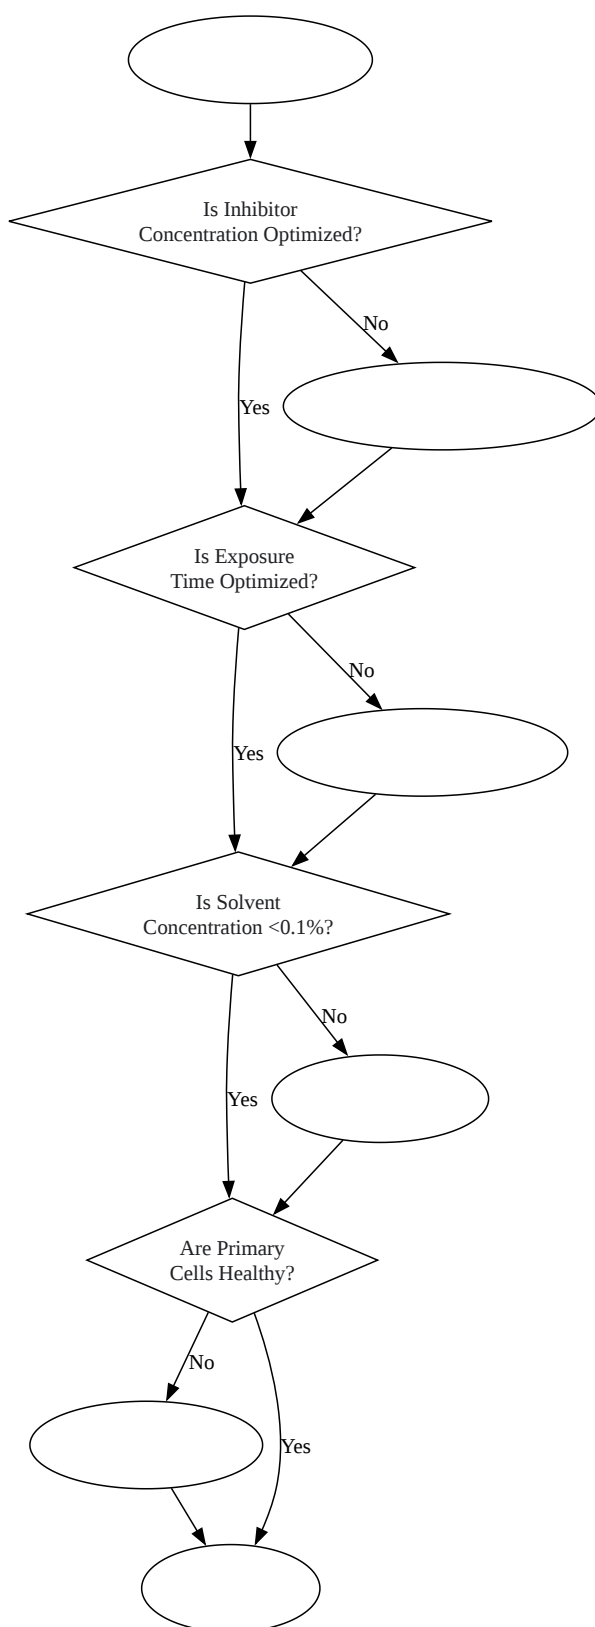 Is Inhibitor
Concentration Optimized?
No
Yes
Is Exposure
Time Optimized?
No
Yes
Is Solvent
Concentration <0.1%?
No
Yes
Are Primary
Cells Healthy?
No
Yes